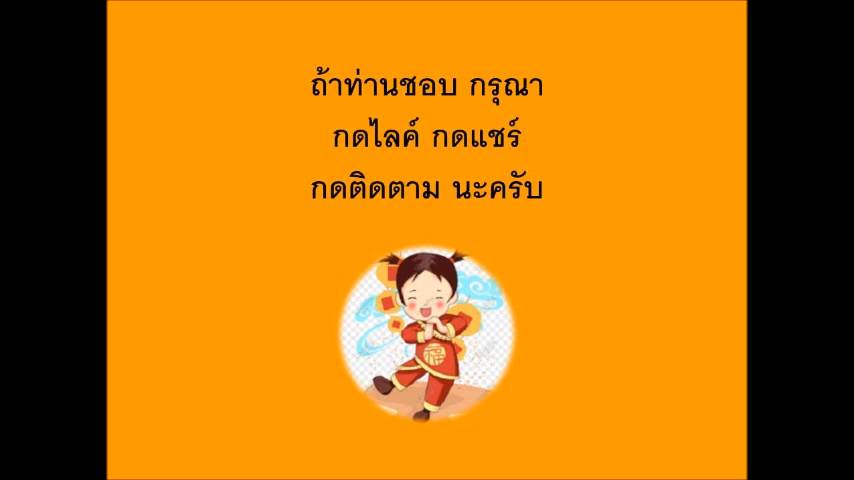 ถ้าท่านชอบ กรุณา
กดไลค์ กดแชร์
กดติดตาม นะครับ
福